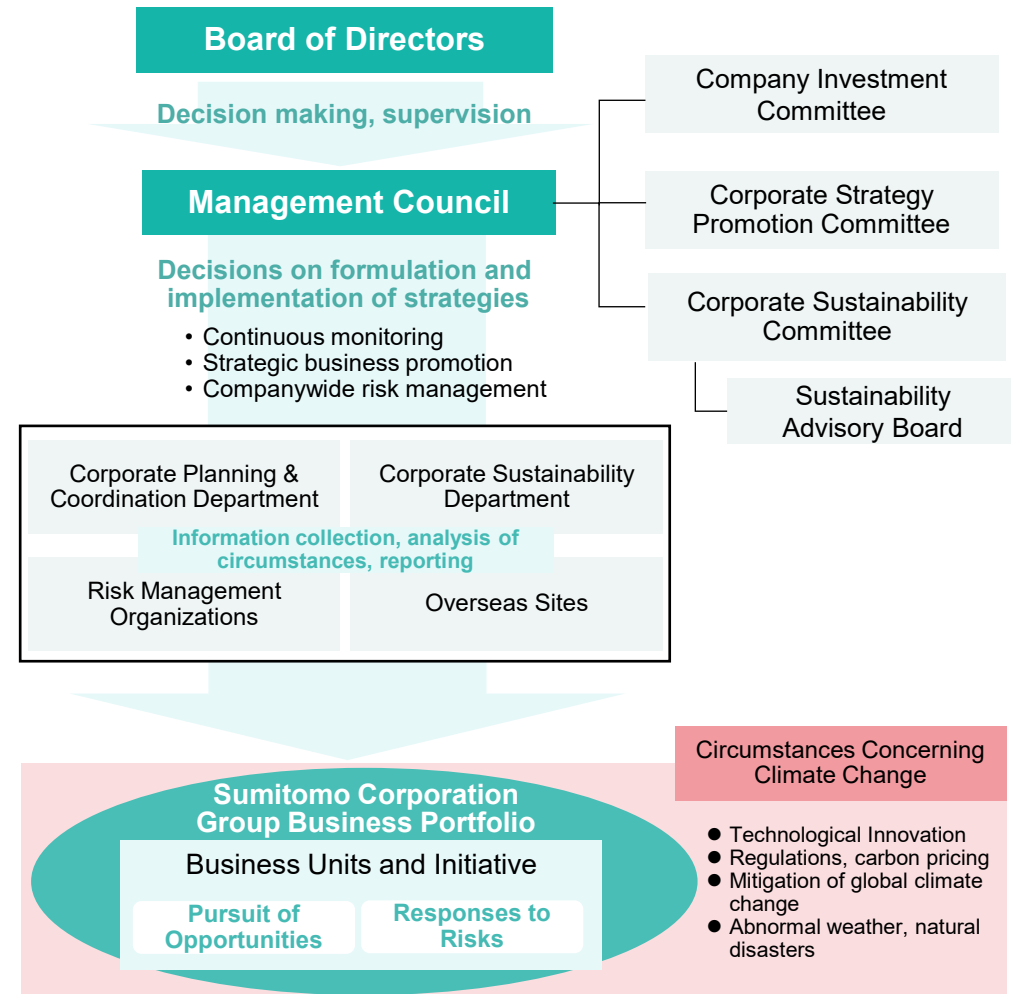 Board of Directors
Decision making, supervision
Company Investment
Committee
Management Council
Corporate Strategy
Promotion Committee
Decisions on formulation and
implementation of strategies
• Continuous monitoring
• Strategic business promotion
• Companywide risk management
Corporate Sustainability
Committee
Sustainability
Advisory Board
Corporate Planning &
Coordination Department
Corporate Sustainability
Department
Information collection, analysis of
circumstances, reporting
Risk Management
Organizations
Overseas Sites
Circumstances Concerning
Climate Change
● Technological Innovation
● Regulations, carbon pricing
● Mitigation of global climate
change
● Abnormal weather, natural
disasters
Sumitomo Corporation
Group Business Portfolio
Business Units and Initiative
Pursuit of
Opportunities
Responses to
Risks